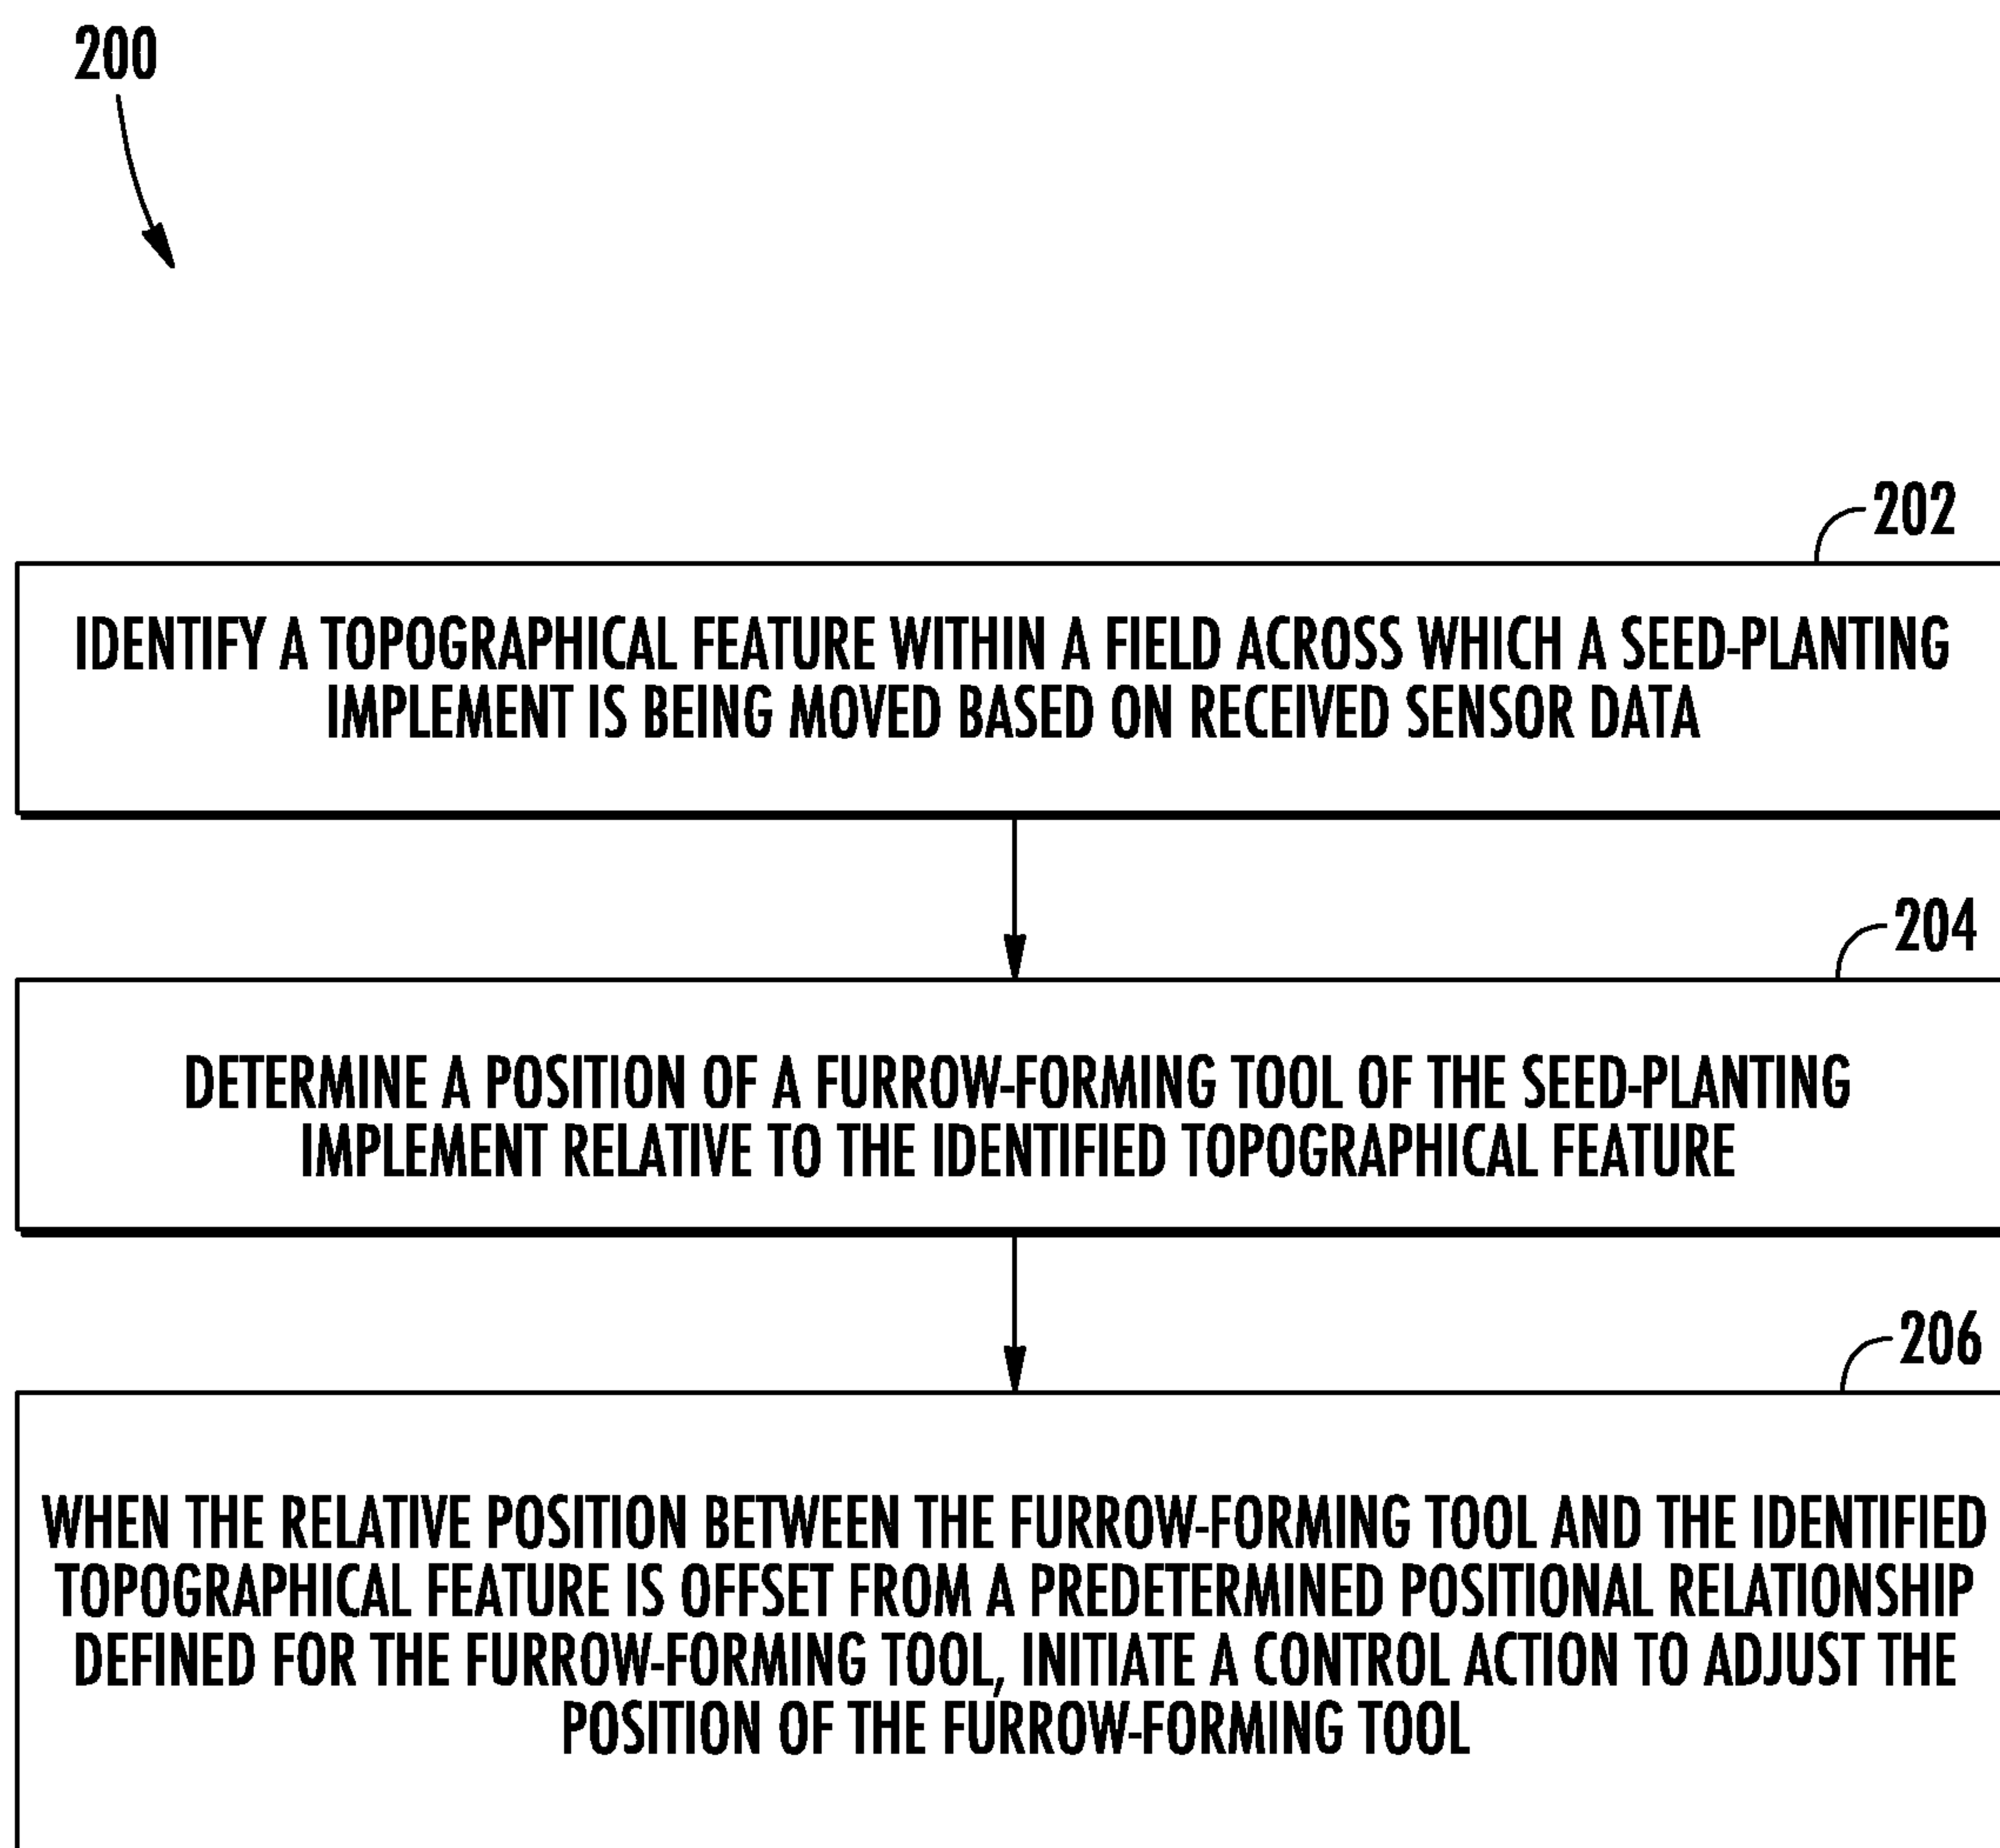 200
202
IDENTIFY A TOPOGRAPHICAL FEATURE WITHIN A FIELD ACROSS WHICH A SEED-PLANTING
IMPLEMENT IS BEING MOVED BASED ON RECEIVED SENSOR DATA
204
DETERMINE A POSITION OF A FURROW-FORMING TOOL OF THE SEED-PLANTING
IMPLEMENT RELATIVE TO THE IDENTIFIED TOPOGRAPHICAL FEATURE
206
WHEN THE RELATIVE POSITION BETWEEN THE FURROW-FORMING TOOL AND THE IDENTIFIED
TOPOGRAPHICAL FEATURE IS OFFSET FROM A PREDETERMINED POSITIONAL RELATIONSHIP
DEFINED FOR THE FURROW-FORMING TOOL, INITIATE A CONTROL ACTION TO ADJUST THE
POSITION OF THE FURROW-FORMING TOOL